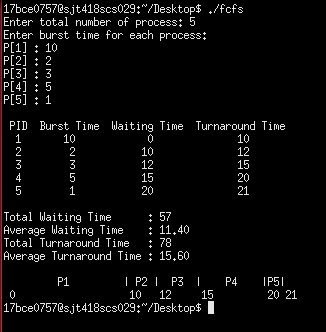 17bce0757@sjt418scs029:~/Desktop$ ./fcfs
Enter total number of process: 5
Enter burst time for each process:
P[1] : 10
P[2] : 2
P[3] : 3
P[4] : 5
P[5] : 1
PID Burst Time Waiting Time Turnaround Time
1 10 0 10
2 2 10 12
3 3 12 15
4 5 15 20
5 1 20 21
Total Waiting Time : 57
Average Waiting Time : 11.40
Total Turnaround Time : 78
Average Turnaround Time : 15.60
P1 | P2 | P3 | P4 |P5|
0 10 12 15 20 21
17bce0757@sjt418scs029:~/Desktop$